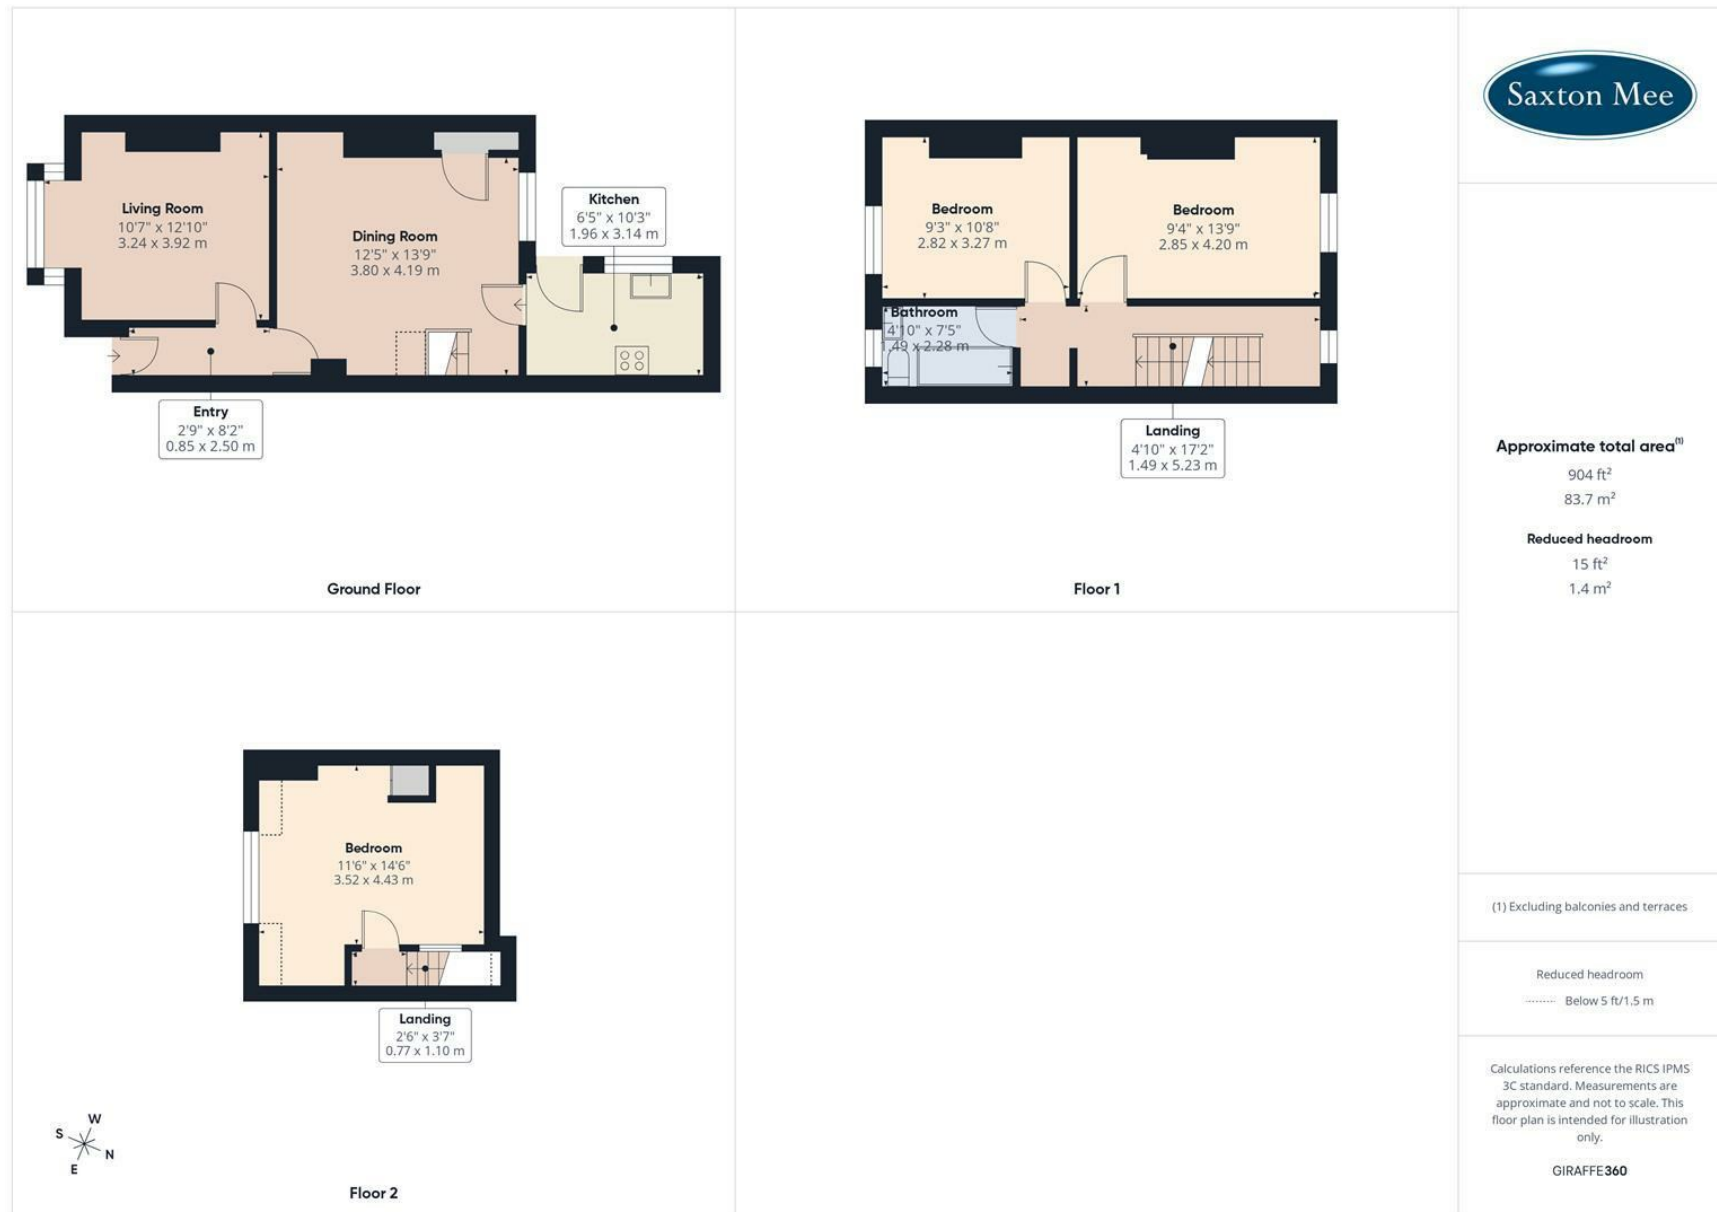 Living Room
10'7" x 12'10"
3.24 x 3.92 m
Dining Room
12'5" x 13'9"
3.80 x 4.19 m
Kitchen
6'5" x 10'3"
1.96 x 3.14 m
Entry
2'9" x 8'2"
0.85 x 2.50 m
Ground Floor
Bedroom
9'3" x 10'8"
2.82 x 3.27 m
Bedroom
9'4" x 13'9"
2.85 x 4.20 m
Bathroom
4'10" x 7'5"
1.49 x 2.28 m
Landing
4'10" x 17'2"
1.49 x 5.23 m
Floor 1
Bedroom
11'6" x 14'6"
3.52 x 4.43 m
Landing
2'6" x 3'7"
0.77 x 1.10 m
W
S
N
E
Floor 2
Saxton Mee
Approximate total area(1)
904 ft²
83.7 m²
Reduced headroom
15 ft²
1.4 m²
(1) Excluding balconies and terraces
Reduced headroom
Below 5 ft/1.5 m
Calculations reference the RICS IPMS
3C standard. Measurements are
approximate and not to scale. This
floor plan is intended for illustration
only.
GIRAFFE360